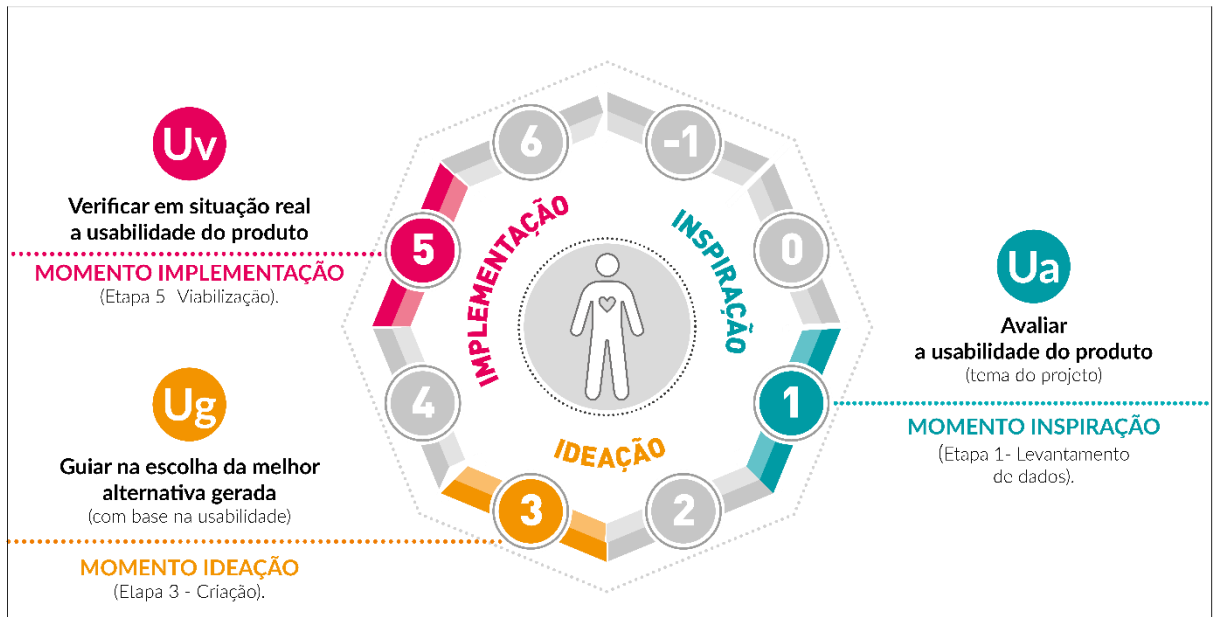 Uv
Verificar em situação real
a usabilidade do produto
MOMENTO IMPLEMENTAÇÃO
(Etapa 5 Viabilização).
Ug
Guiar na escolha da melhor
alternativa gerada
(com base na usabilidade)
MOMENTO IDEAÇÃO
(Etapa 3 - Criação).
6
-1
5
0
4
1
3
2
IMPLEMENTAÇÃO
INSPIRAÇÃO
IDEAÇÃO
Ua
Avaliar
a usabilidade do produto
(tema do projeto)
MOMENTO INSPIRAÇÃO
(Etapa 1- Levantamento
de dados).